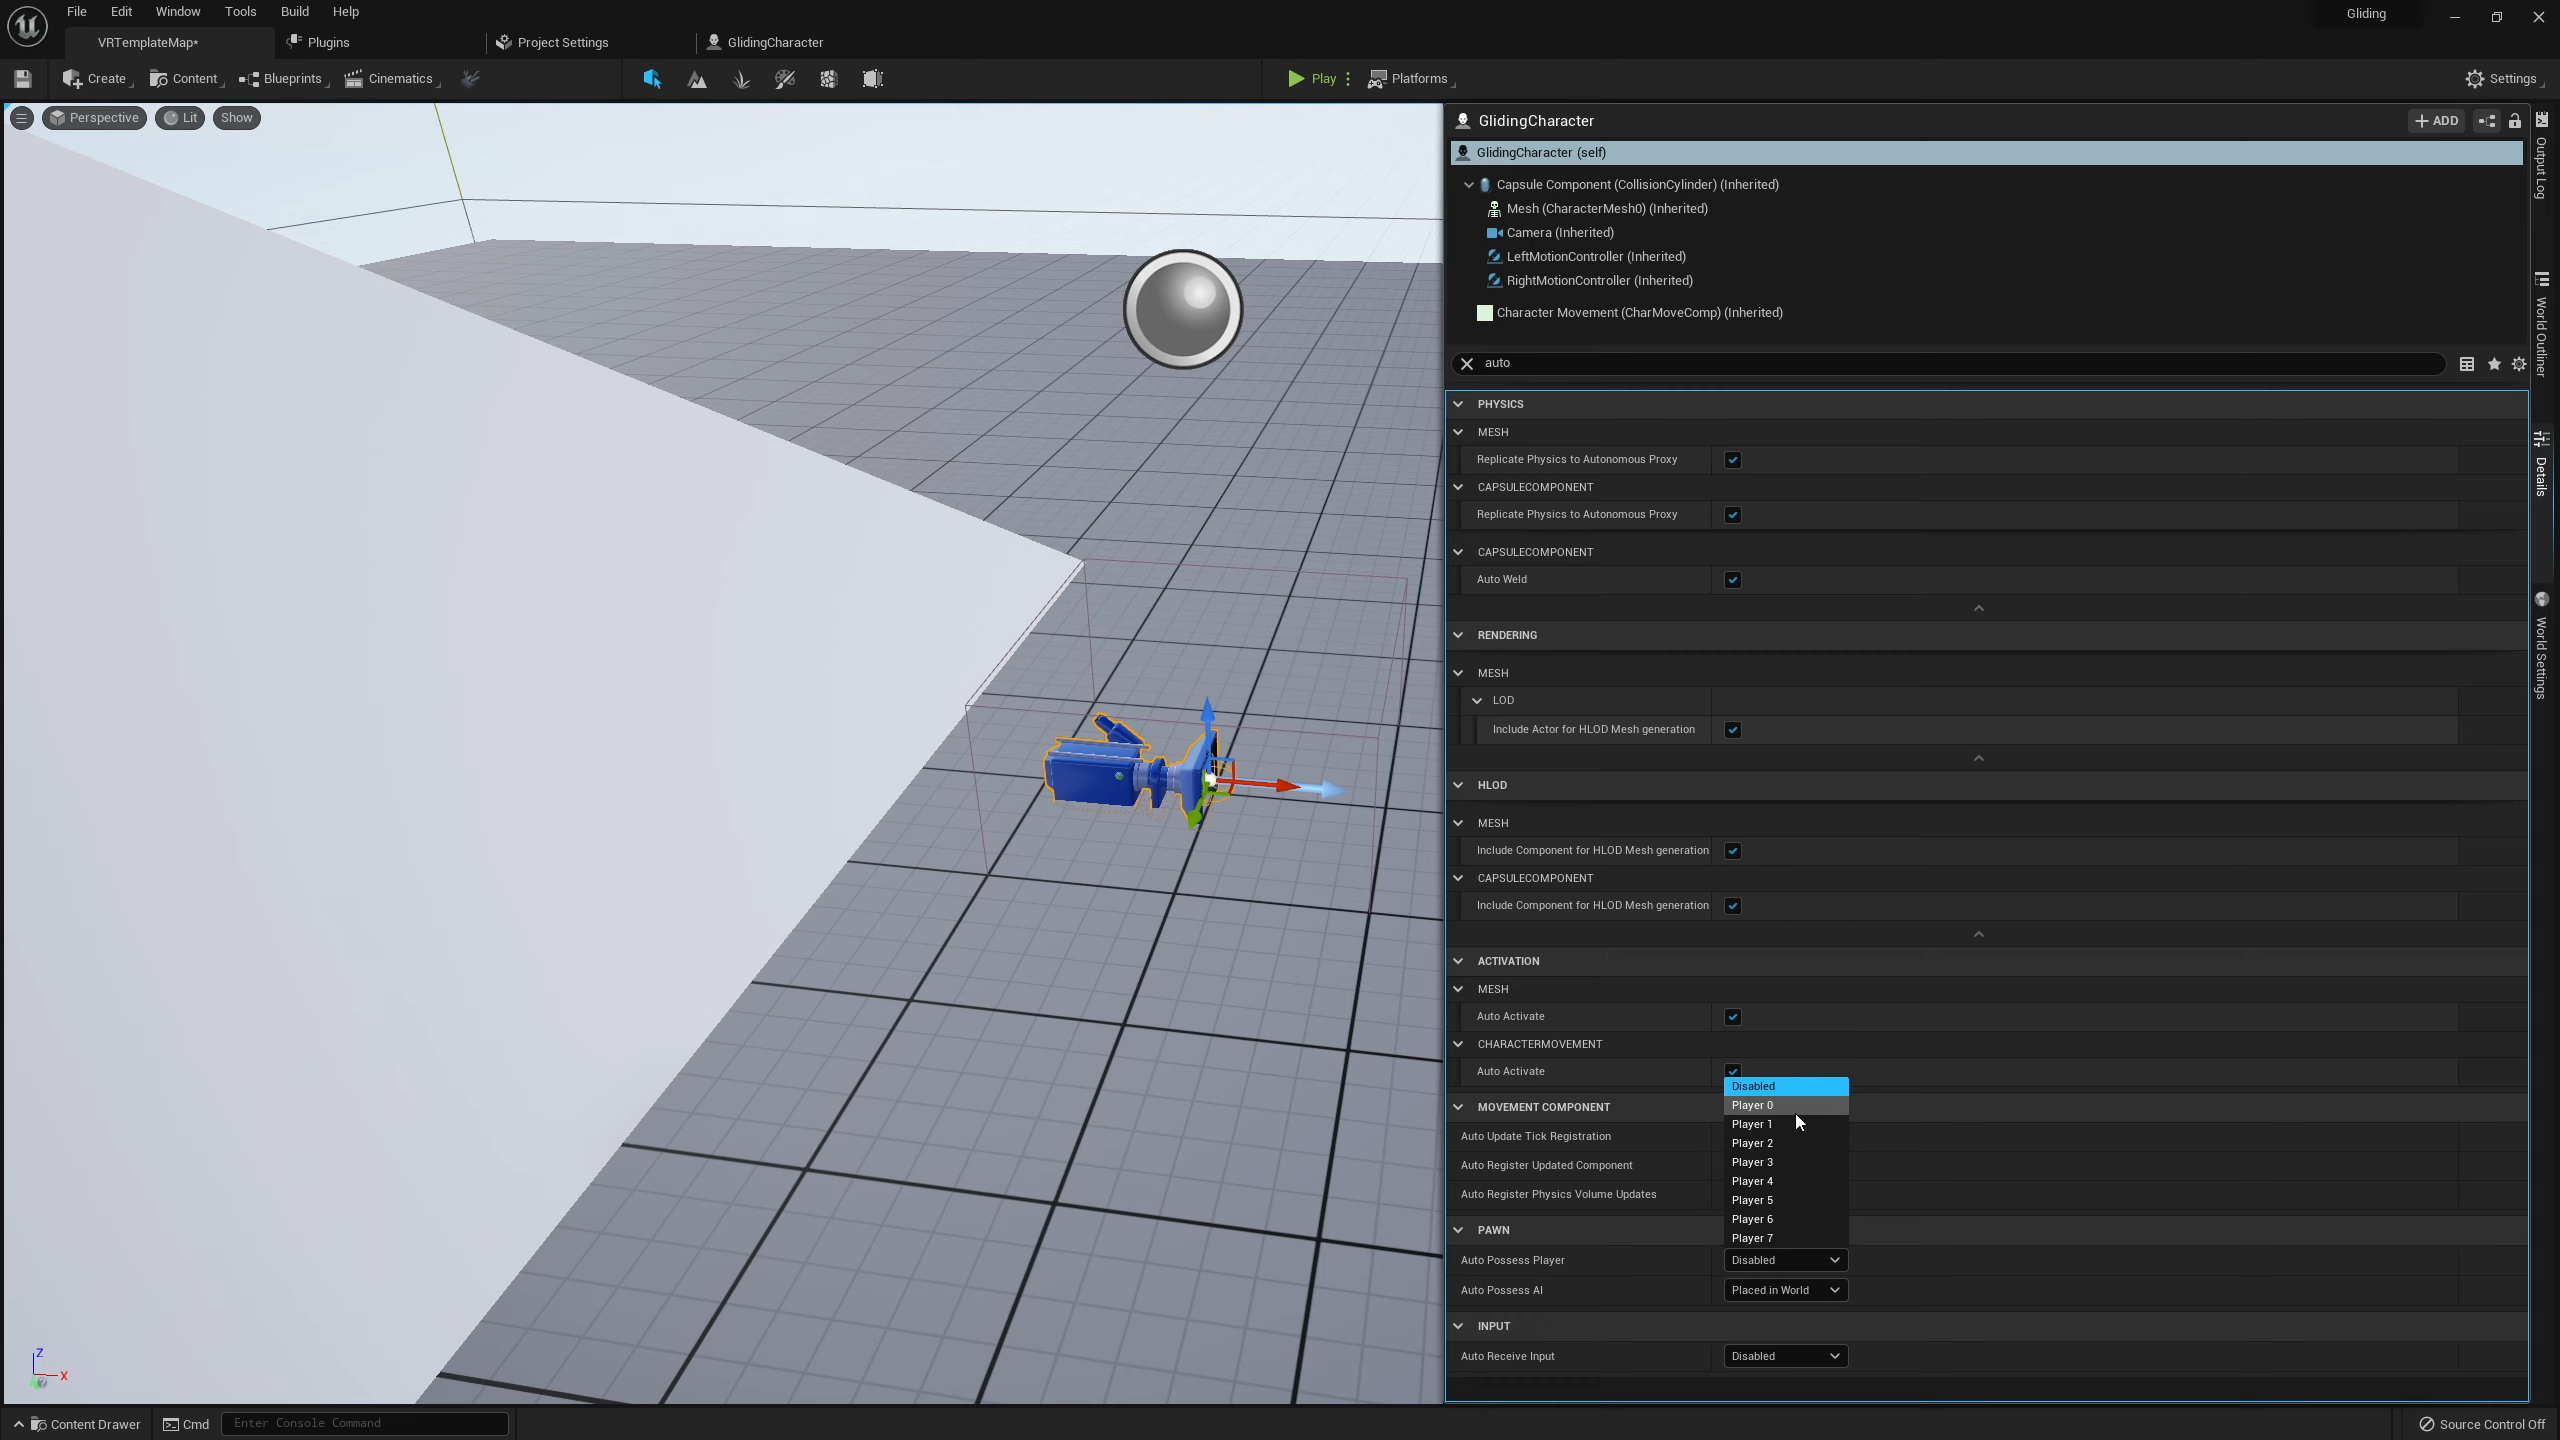 File Edit Window Tools Build Help
Gliding
VRTemplateMap* Plugins Project Settings GlidingCharacter
Create Content Blueprints Cinematics Play Platforms Settings
Perspective Lit Show
GlidingCharacter
ADD
GlidingCharacter (self)
Capsule Component (CollisionCylinder) (Inherited)
Mesh (CharacterMesh0) (Inherited)
Camera (Inherited)
LeftMotionController (Inherited)
RightMotionController (Inherited)
Character Movement (CharMoveComp) (Inherited)
auto
PHYSICS
MESH
Replicate Physics to Autonomous Proxy
CAPSULECOMPONENT
Replicate Physics to Autonomous Proxy
CAPSULECOMPONENT
Auto Weld
RENDERING
MESH
LOD
Include Actor for HLOD Mesh generation
HLOD
MESH
Include Component for HLOD Mesh generation
CAPSULECOMPONENT
Include Component for HLOD Mesh generation
ACTIVATION
MESH
Auto Activate
CHARACTERMOVEMENT
Auto Activate
Disabled
Player 0
Player 1
Player 2
Player 3
Player 4
Player 5
Player 6
Player 7
MOVEMENT COMPONENT
Auto Update Tick Registration
Auto Register Updated Component
Auto Register Physics Volume Updates
PAWN
Auto Possess Player Disabled
Auto Possess AI Placed in World
INPUT
Auto Receive Input Disabled
Output Log
World Outliner
Details
World Settings
Z
X
Content Drawer Cmd Enter Console Command
Source Control Off